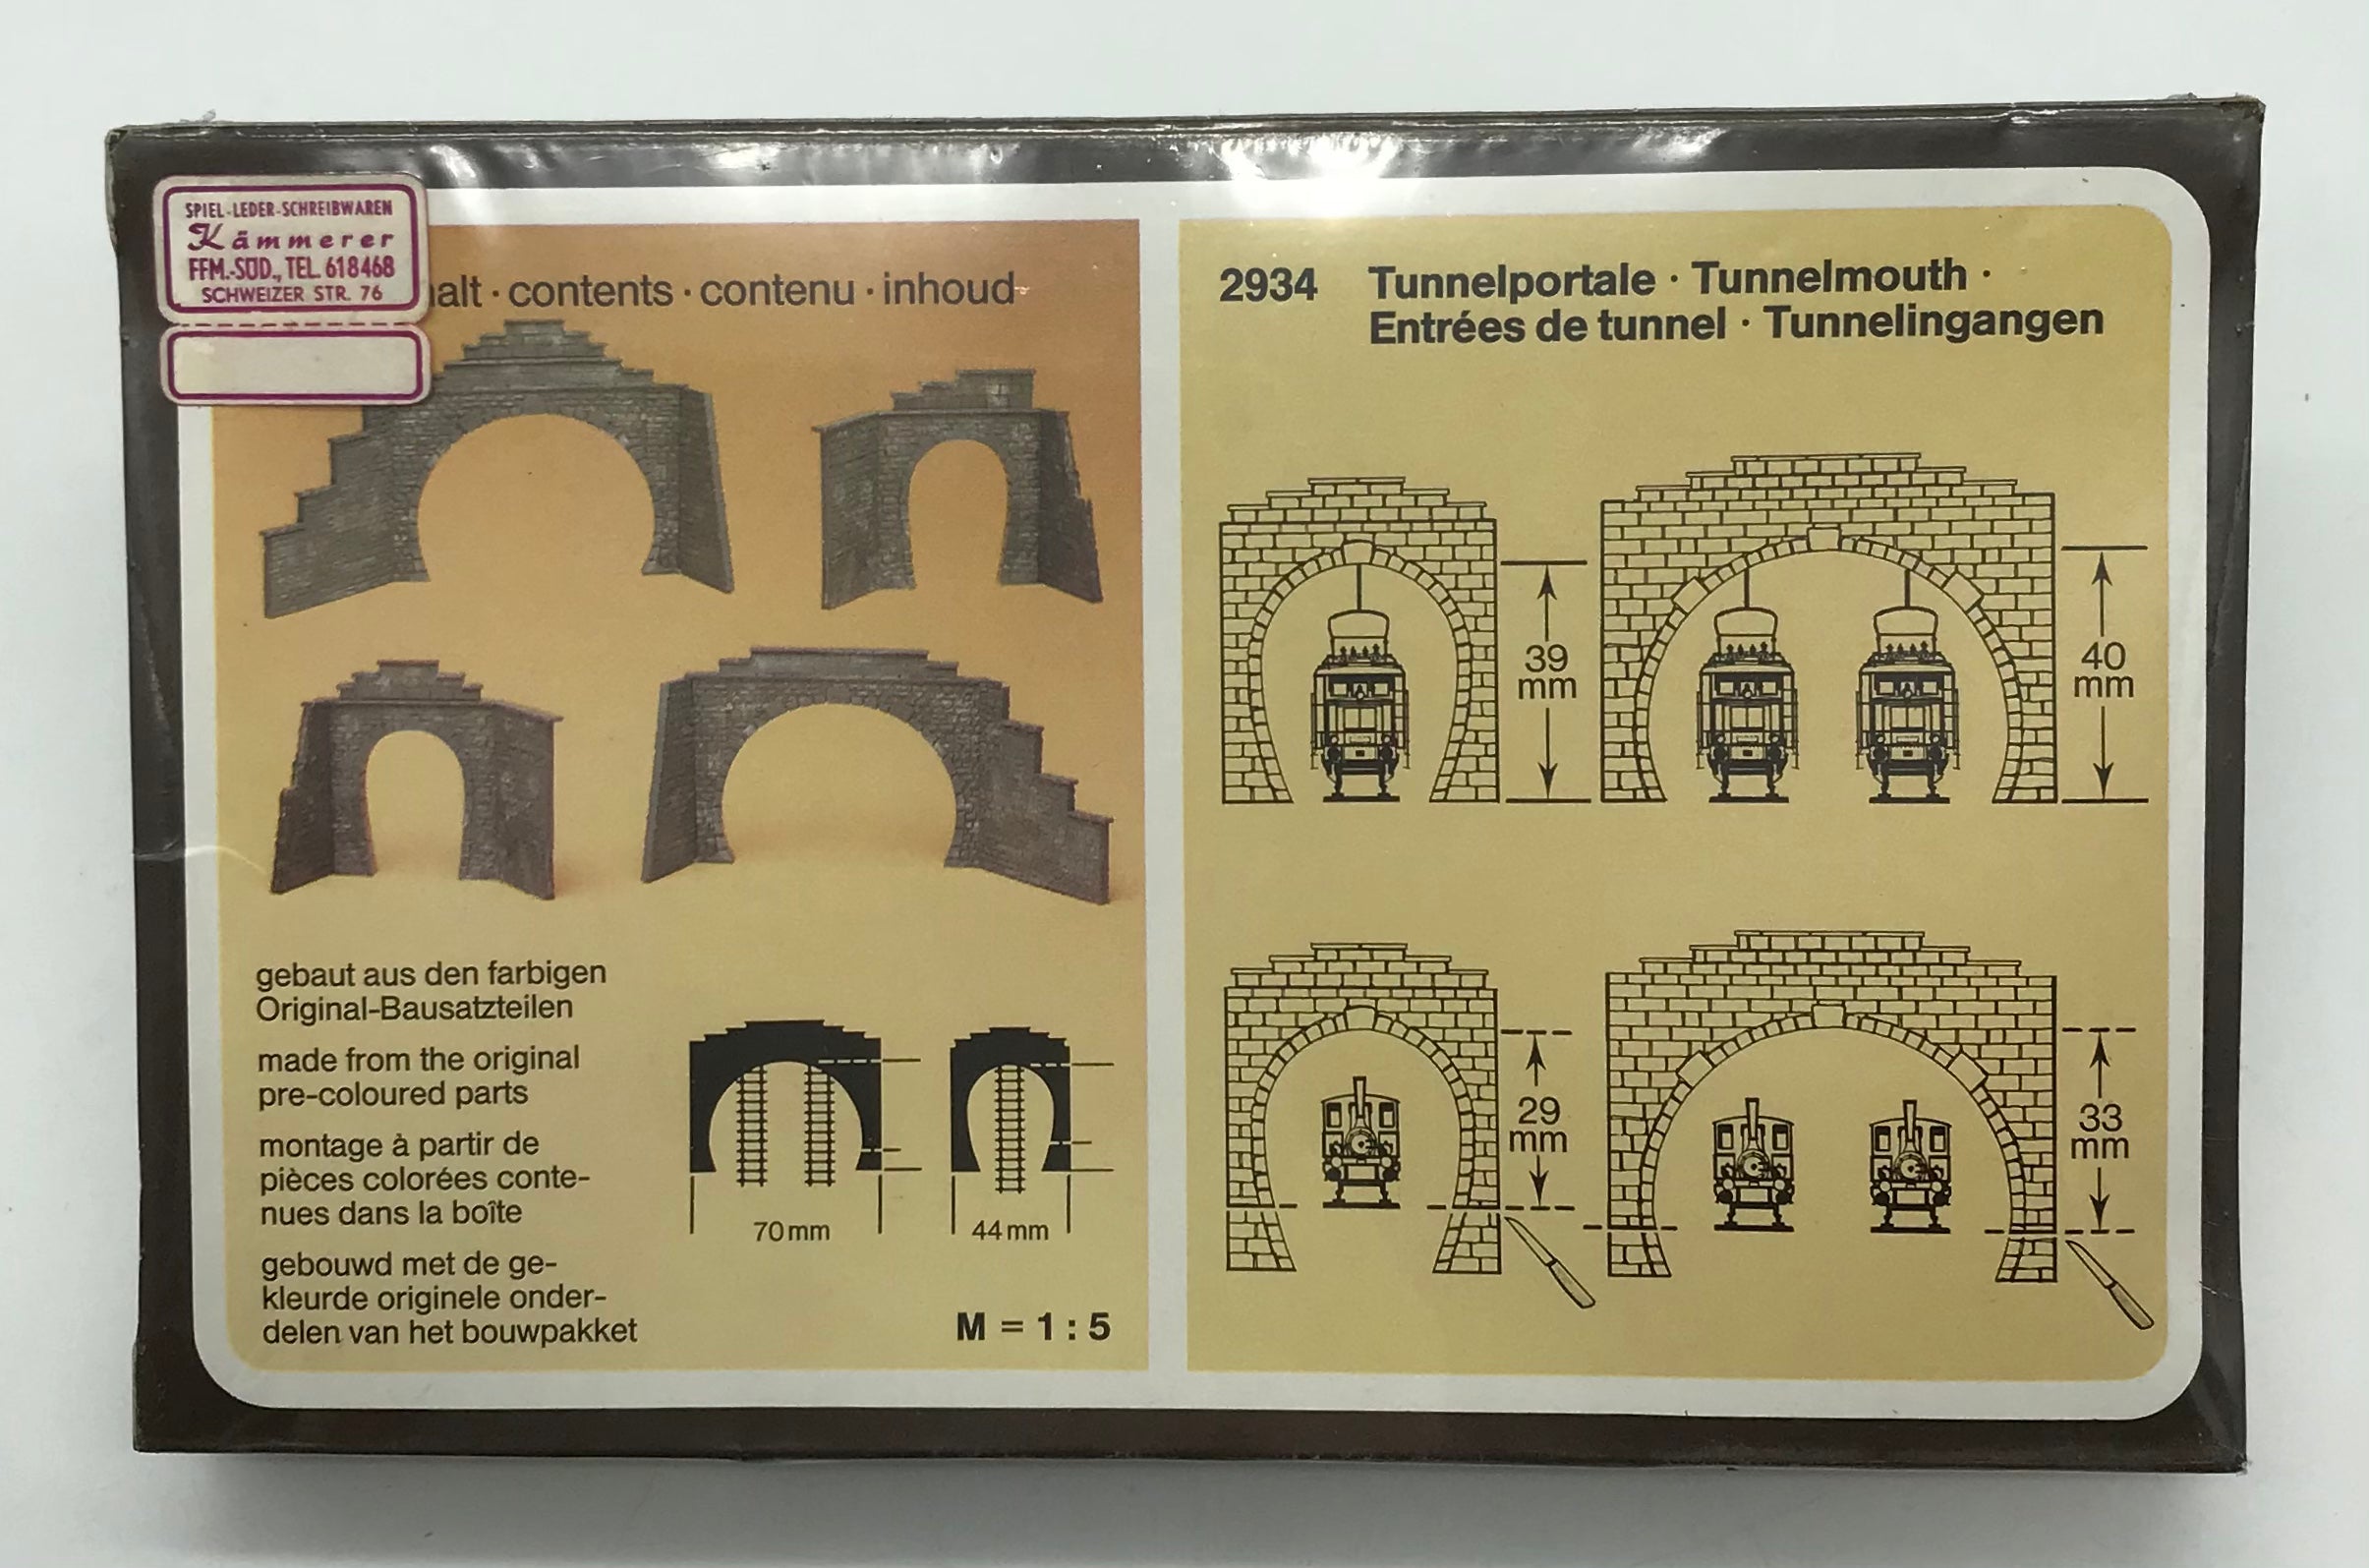 SPIEL-LEDER-SCHREIBWAREN
Kämmerer
FFM.-SÜD., TEL. 618468
SCHWEIZER STR. 76
contents · contenu · inhoud
gebaut aus den farbigen
Original-Bausatzteilen
made from the original
pre-coloured parts
montage à partir de
pièces colorées conte-
nues dans la boîte
gebouwd met de ge-
kleurde originele onder-
delen van het bouwpakket
70 mm
44 mm
M = 1 : 5
2934 Tunnelportale · Tunnelmouth ·
Entrées de tunnel · Tunnelingangen
39
mm
40
mm
29
mm
33
mm